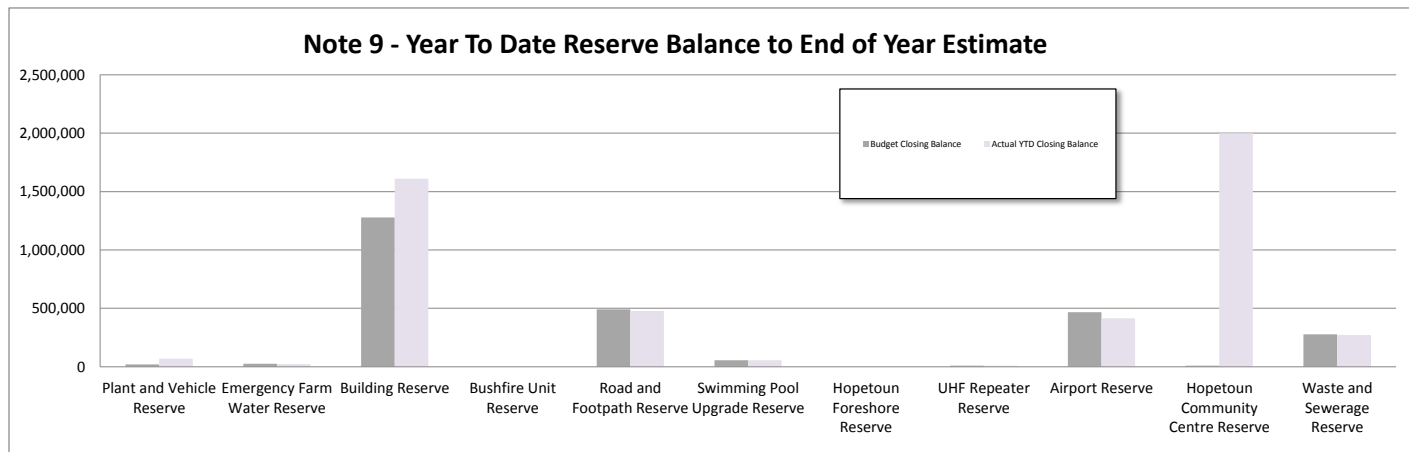 Note 9 - Year To Date Reserve Balance to End of Year Estimate
2,500,000
2,000,000
1,500,000
1,000,000
500,000
0
Budget Closing Balance Actual YTD Closing Balance
Plant and Vehicle
Reserve
Emergency Farm
Water Reserve
Building Reserve
Bushfire Unit
Reserve
Road and
Footpath Reserve
Swimming Pool
Upgrade Reserve
Hopetoun
Foreshore
Reserve
UHF Repeater
Reserve
Airport Reserve
Hopetoun
Community
Centre Reserve
Waste and
Sewerage
Reserve